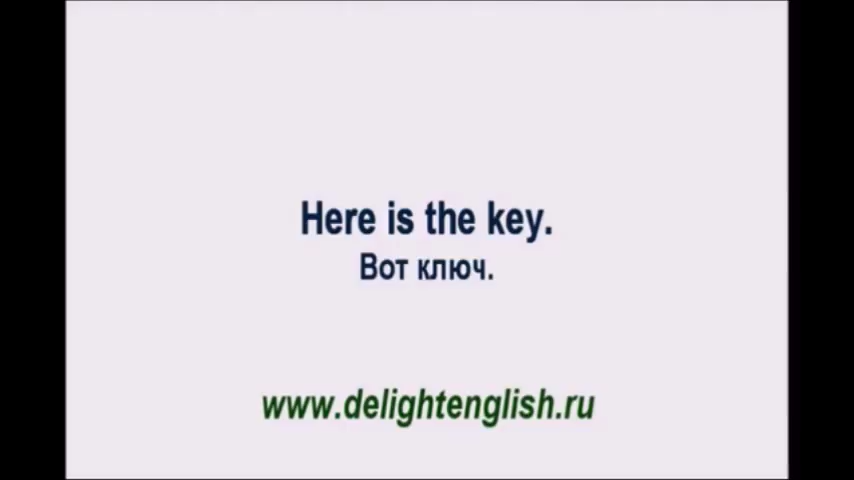 Here is the key.
Вот ключ.
www.delightenglish.ru